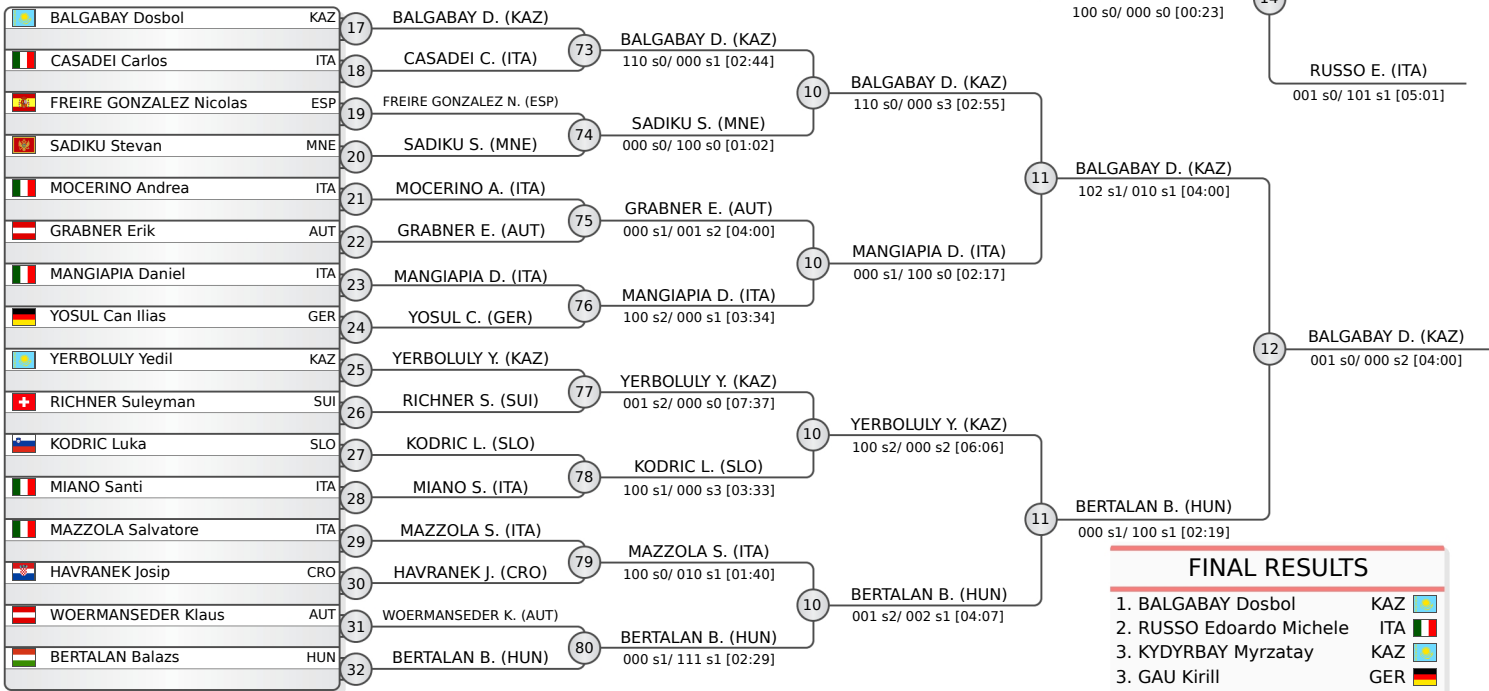 14
100 s0/ 000 s0 [00:23]
RUSSO E. (ITA)
001 s0/ 101 s1 [05:01]
BALGABAY Dosbol KAZ
CASADEI Carlos ITA
FREIRE GONZALEZ Nicolas ESP
SADIKU Stevan MNE
MOCERINO Andrea ITA
GRABNER Erik AUT
MANGIAPIA Daniel ITA
YOSUL Can Ilias GER
YERBOLULY Yedil KAZ
RICHNER Suleyman SUI
KODRIC Luka SLO
MIANO Santi ITA
MAZZOLA Salvatore ITA
HAVRANEK Josip CRO
WOERMANSEDER Klaus AUT
BERTALAN Balazs HUN
17 BALGABAY D. (KAZ)
18 CASADEI C. (ITA)
19 FREIRE GONZALEZ N. (ESP)
20 SADIKU S. (MNE)
21 MOCERINO A. (ITA)
22 GRABNER E. (AUT)
23 MANGIAPIA D. (ITA)
24 YOSUL C. (GER)
25 YERBOLULY Y. (KAZ)
26 RICHNER S. (SUI)
27 KODRIC L. (SLO)
28 MIANO S. (ITA)
29 MAZZOLA S. (ITA)
30 HAVRANEK J. (CRO)
31 WOERMANSEDER K. (AUT)
32 BERTALAN B. (HUN)
73 BALGABAY D. (KAZ)
110 s0/ 000 s1 [02:44]
74 SADIKU S. (MNE)
000 s0/ 100 s0 [01:02]
75 GRABNER E. (AUT)
000 s1/ 001 s2 [04:00]
76 MANGIAPIA D. (ITA)
100 s2/ 000 s1 [03:34]
77 YERBOLULY Y. (KAZ)
001 s2/ 000 s0 [07:37]
78 KODRIC L. (SLO)
100 s1/ 000 s3 [03:33]
79 MAZZOLA S. (ITA)
100 s0/ 010 s1 [01:40]
80 BERTALAN B. (HUN)
000 s1/ 111 s1 [02:29]
10 BALGABAY D. (KAZ)
110 s0/ 000 s3 [02:55]
10 MANGIAPIA D. (ITA)
000 s1/ 100 s0 [02:17]
10 YERBOLULY Y. (KAZ)
100 s2/ 000 s2 [06:06]
10 BERTALAN B. (HUN)
001 s2/ 002 s1 [04:07]
11 BALGABAY D. (KAZ)
102 s1/ 010 s1 [04:00]
11 BERTALAN B. (HUN)
000 s1/ 100 s1 [02:19]
12 BALGABAY D. (KAZ)
001 s0/ 000 s2 [04:00]
FINAL RESULTS
1. BALGABAY Dosbol KAZ
2. RUSSO Edoardo Michele ITA
3. KYDYRBAY Myrzatay KAZ
3. GAU Kirill GER